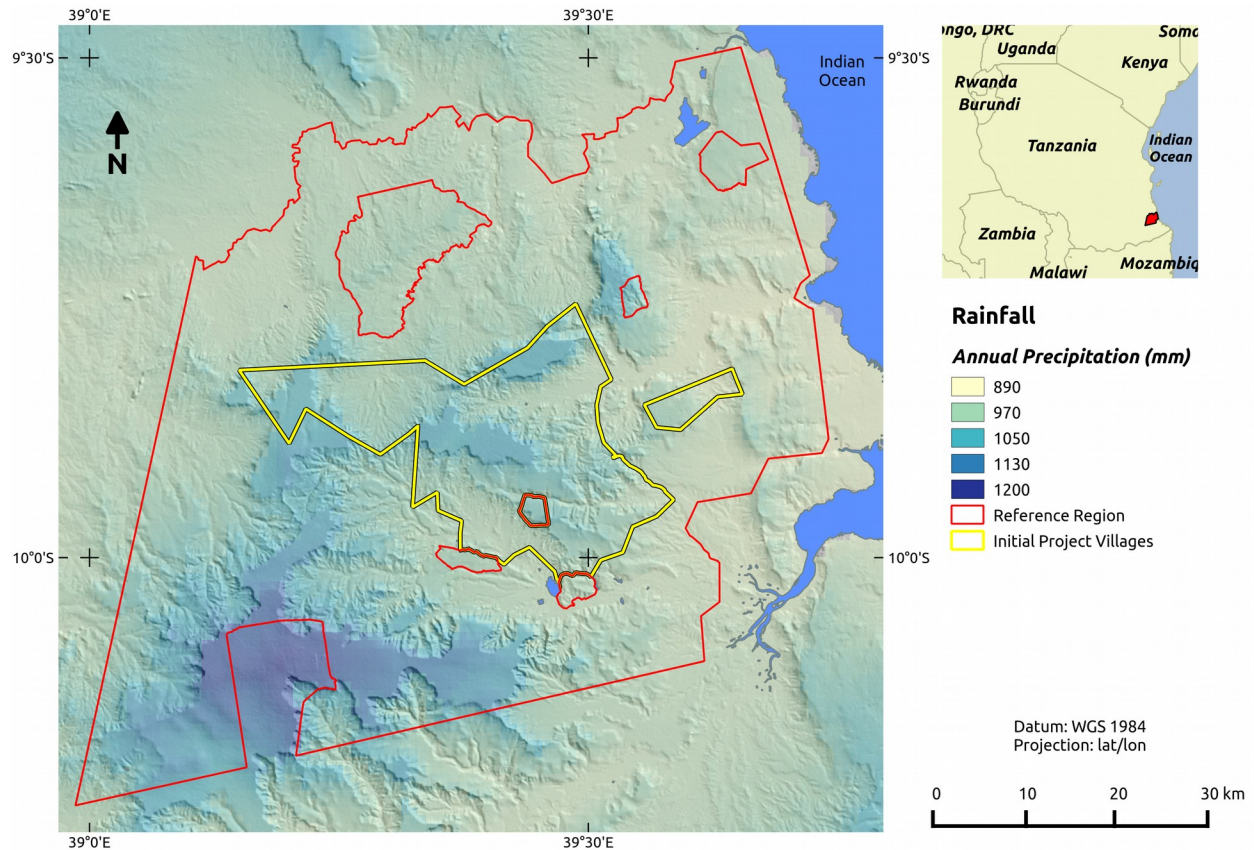 39°0'E
39°30'E
9°30'S
9°30'S
Indian
Ocean
N
10°0'S
10°0'S
39°0'E
39°30'E
ongo, DRC
Uganda
Soma
Kenya
Rwanda
Burundi
Tanzania
Indian
Ocean
Zambia
Malawi
Mozambiq
Rainfall
Annual Precipitation (mm)
890
970
1050
1130
1200
Reference Region
Initial Project Villages
Datum: WGS 1984
Projection: lat/lon
0 10 20 30 km